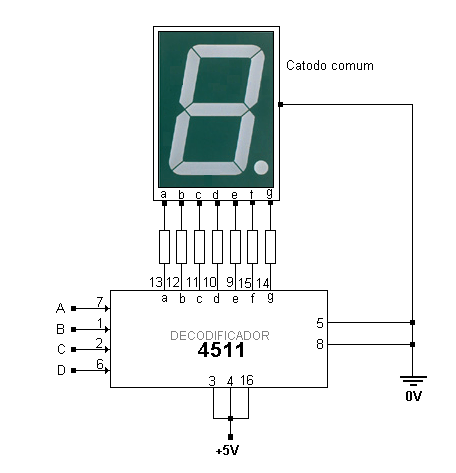 Catodo comum
a b c d e f g
13 12 11 10 9 15 14
a b c d e f g
A 7
B 1
C 2
D 6
DECODIFICADOR
4511
5
8
3 4 16
0V
+5V